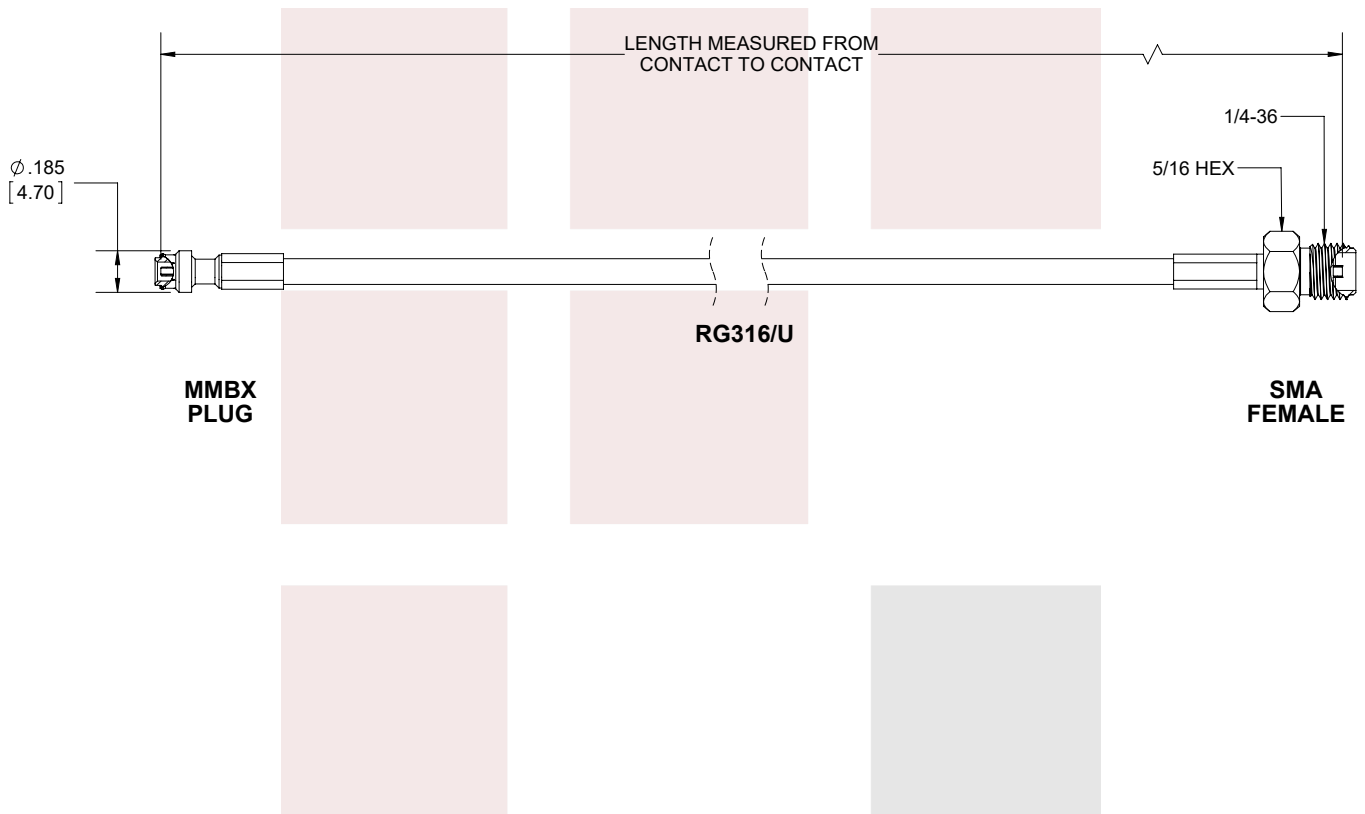 LENGTH MEASURED FROM
CONTACT TO CONTACT
1/4-36
5/16 HEX
⌀.185
[4.70]
RG316/U
MMBX
PLUG
SMA
FEMALE